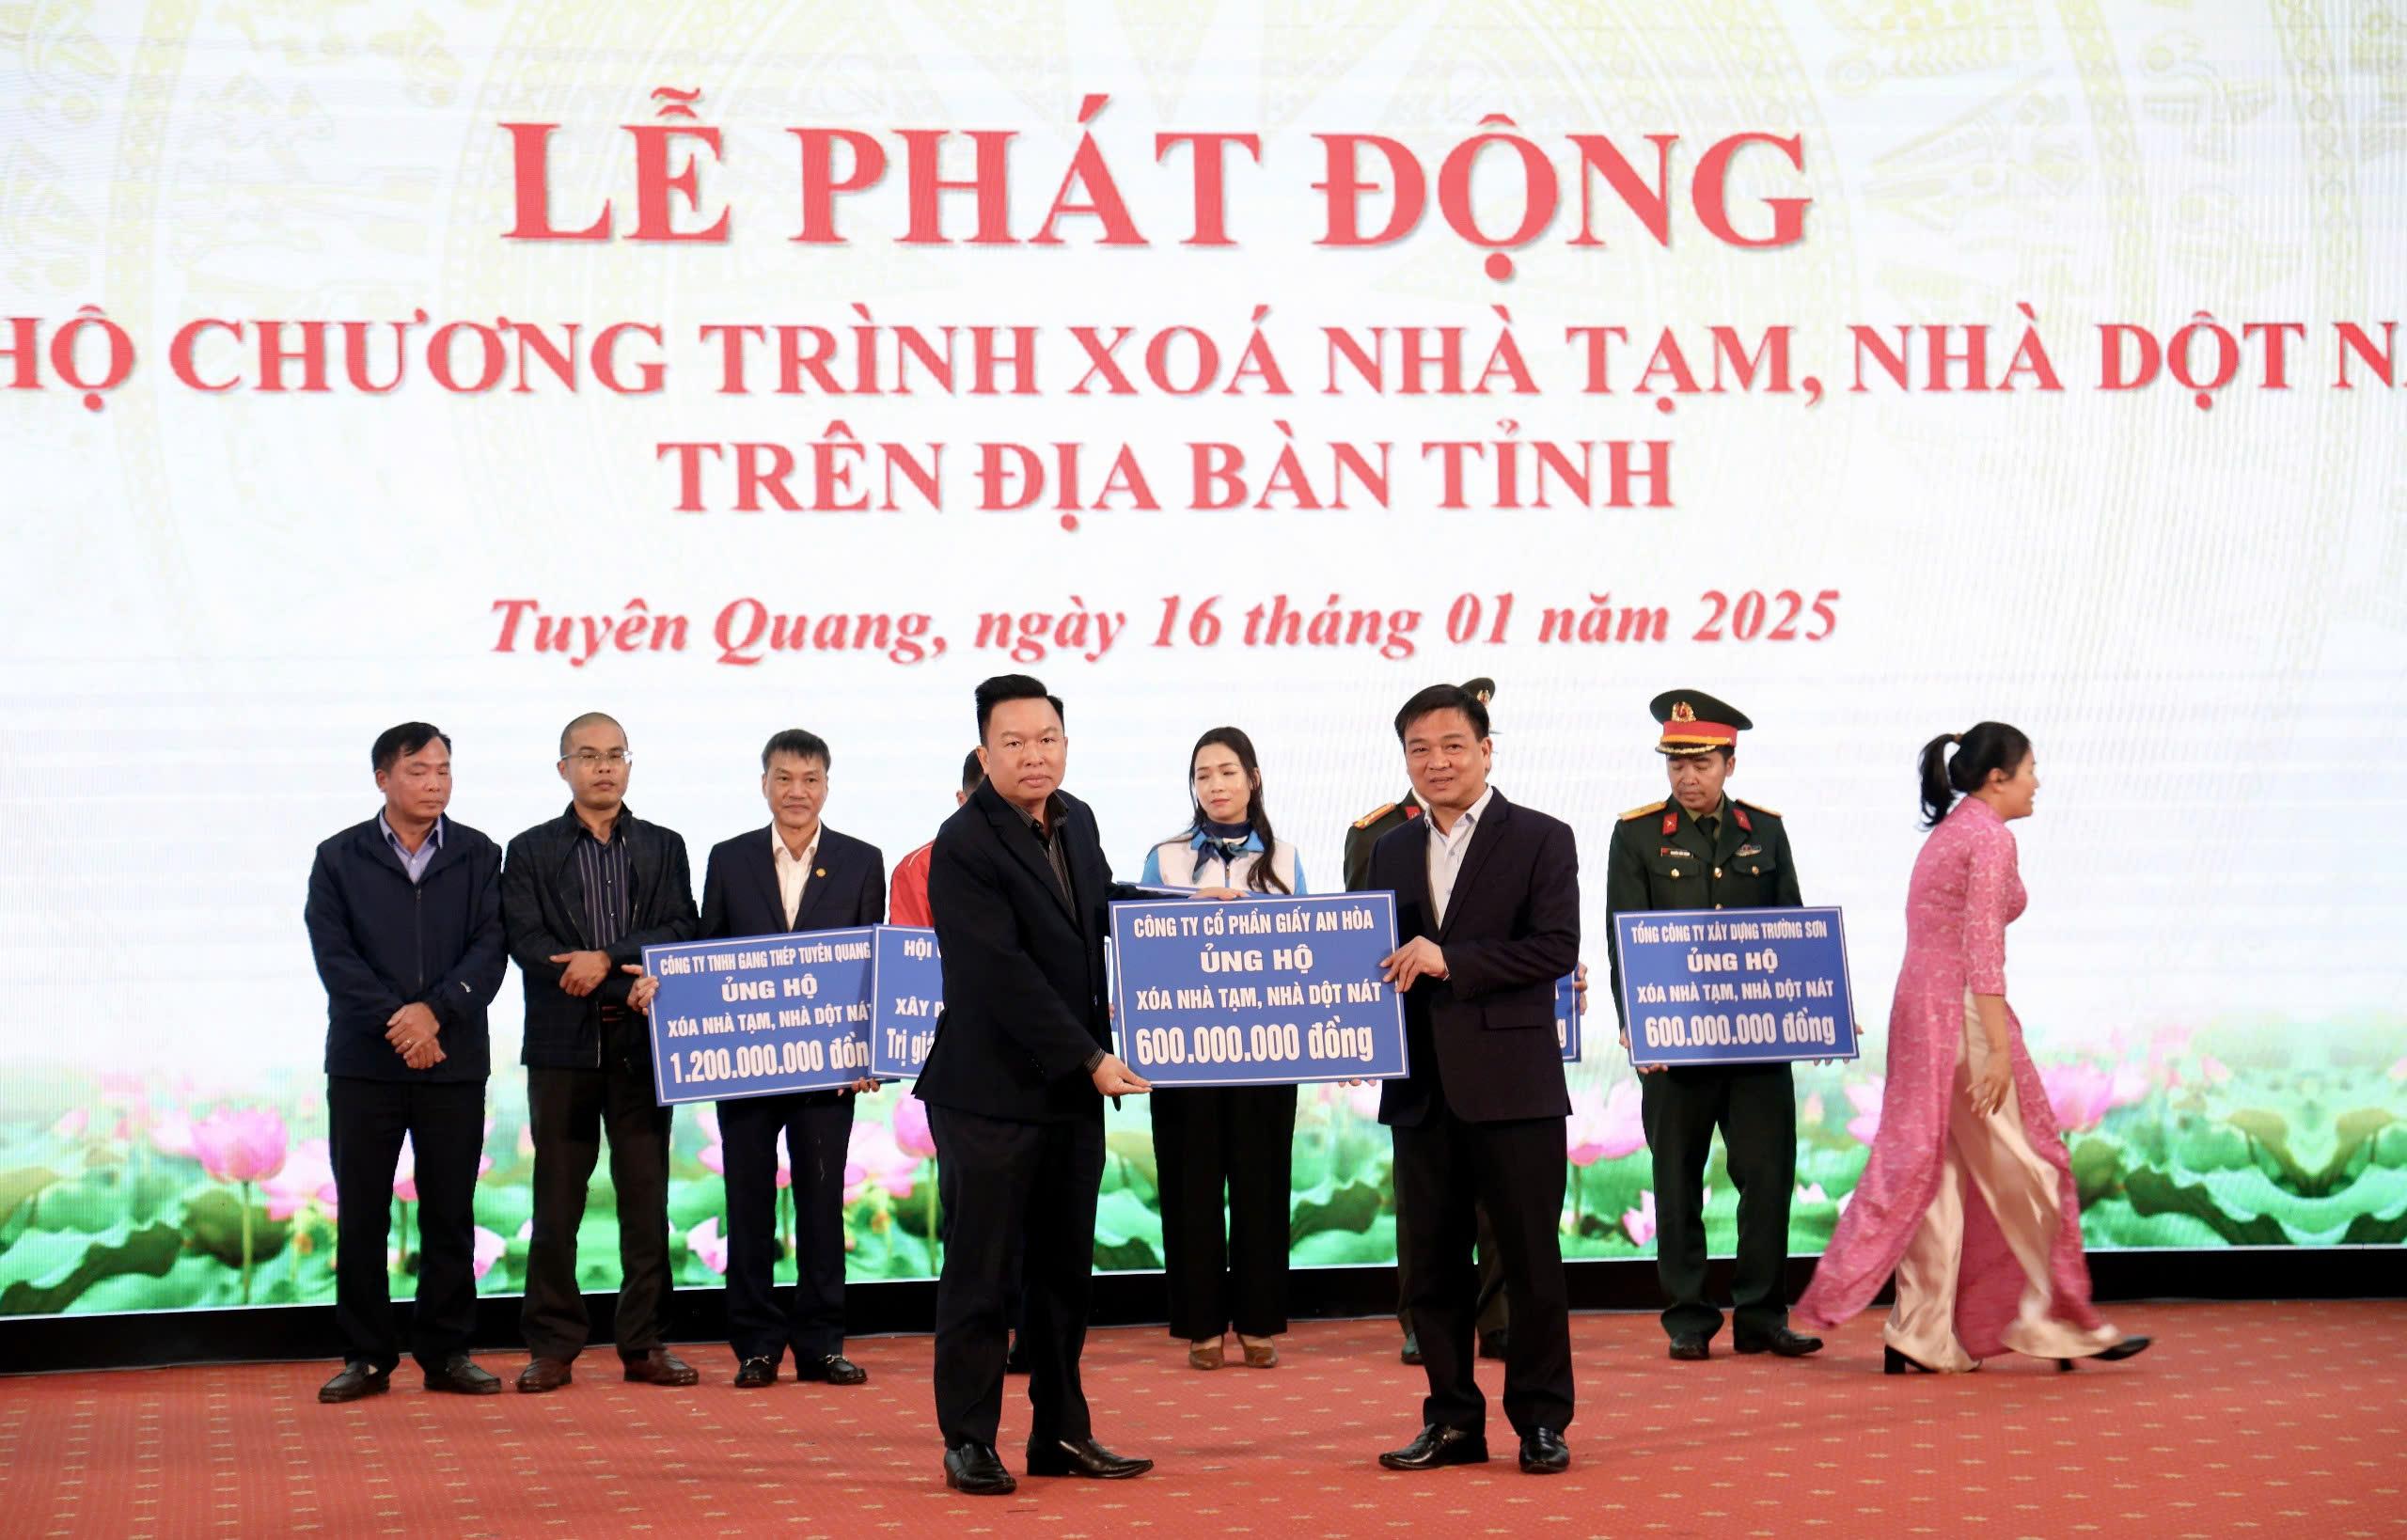 LỄ PHÁT ĐỘNG
HỘ CHƯƠNG TRÌNH XOÁ NHÀ TẠM, NHÀ DỘT
TRÊN ĐỊA BÀN TỈNH
Tuyên Quang, ngày 16 tháng 01 năm 2025
CÔNG TY TNHH GANG THÉP TUYÊN QUANG
ỦNG HỘ
XÓA NHÀ TẠM, NHÀ DỘT NÁT
1.200.000.000 đồn
HỘI
XÂY
Trị giá
CÔNG TY CỔ PHẦN GIẤY AN HÒA
ỦNG HỘ
XÓA NHÀ TẠM, NHÀ DỘT NÁT
600.000.000 đồng
TỔNG CÔNG TY XÂY DỰNG TRƯỜNG SƠN
ỦNG HỘ
XÓA NHÀ TẠM, NHÀ DỘT NÁT
600.000.000 đồng